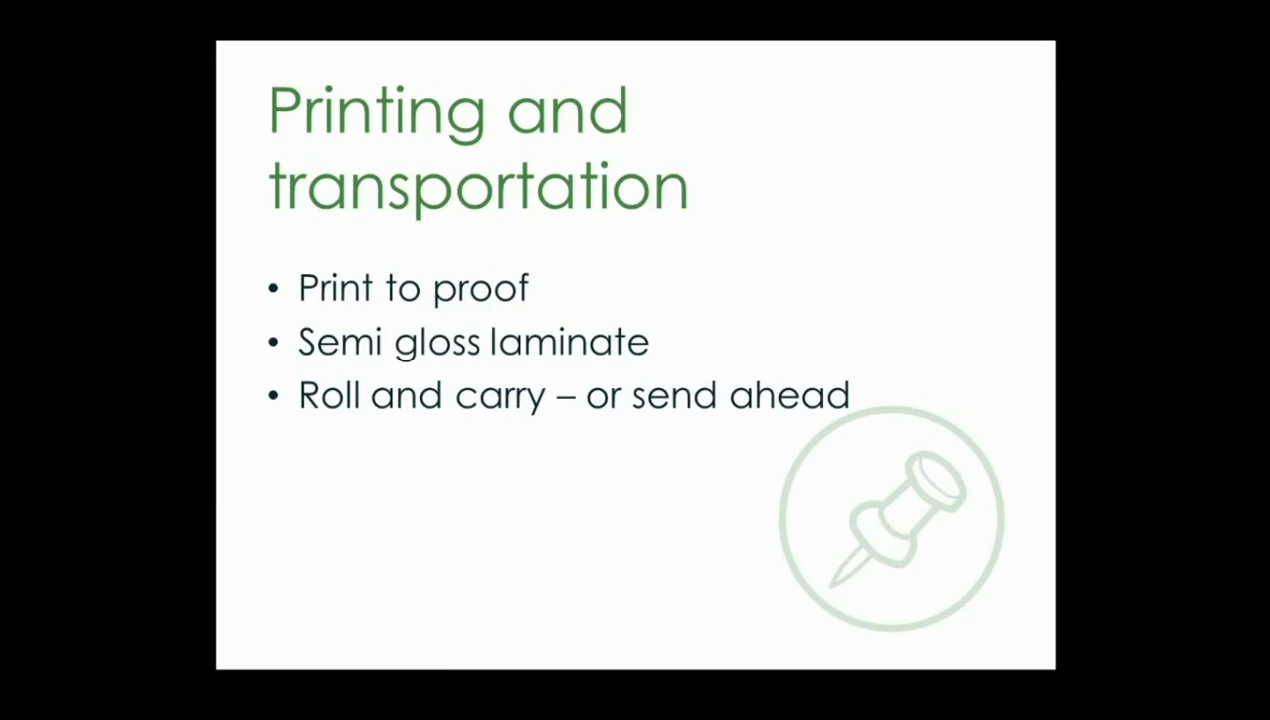 Printing and
transportation
• Print to proof
• Semi gloss laminate
• Roll and carry – or send ahead